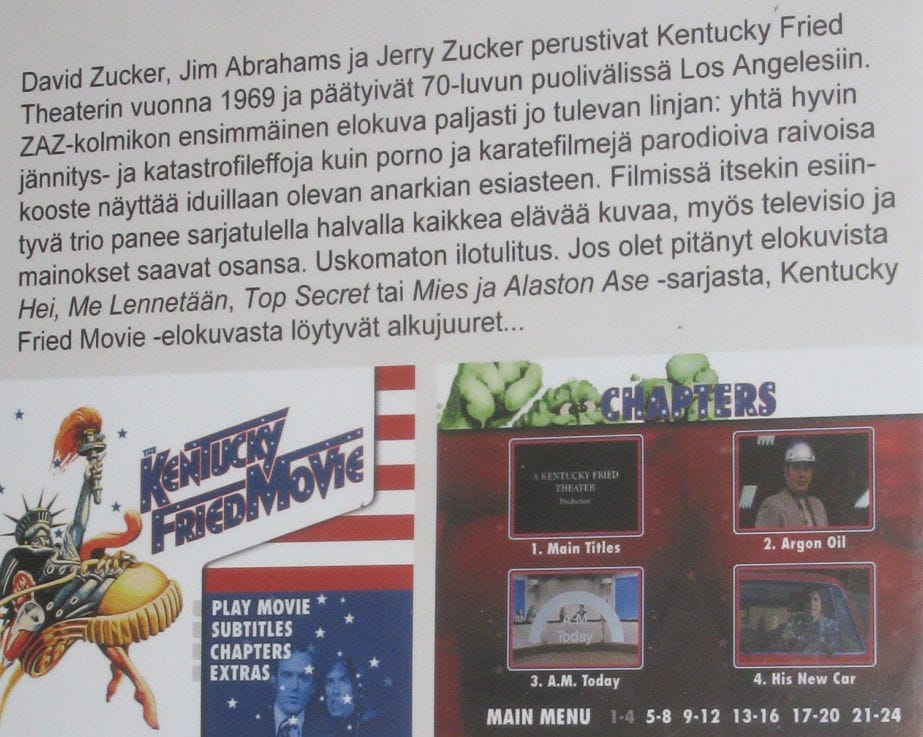 David Zucker, Jim Abrahams ja Jerry Zucker perustivat Kentucky Fried
Theaterin vuonna 1969 ja päätyivät 70-luvun puolivälissä Los Angelesiin.
ZAZ-kolmikon ensimmäinen elokuva paljasti jo tulevan linjan: yhtä hyvin
jännitys- ja katastrofileffoja kuin porno ja karatefilmejä parodioiva raivoisa
kooste näyttää iduillaan olevan anarkian esiasteen. Filmissä itsekin esiin-
tyvä trio panee sarjatulella halvalla kaikkea elävää kuvaa, myös televisio ja
mainokset saavat osansa. Uskomaton ilotulitus. Jos olet pitänyt elokuvista
Hei, Me Lennetään, Top Secret tai Mies ja Alaston Ase -sarjasta, Kentucky
Fried Movie -elokuvasta löytyvät alkujuuret...
THE
KENTUCKY
FRIED MOVIE
PLAY MOVIE
SUBTITLES
CHAPTERS
EXTRAS
CHAPTERS
A KENTUCKY FRIED
THEATER
Production
1. Main Titles
2. Argon Oil
A.M.
Today
3. A.M. Today
4. His New Car
MAIN MENU 1-4 5-8 9-12 13-16 17-20 21-24